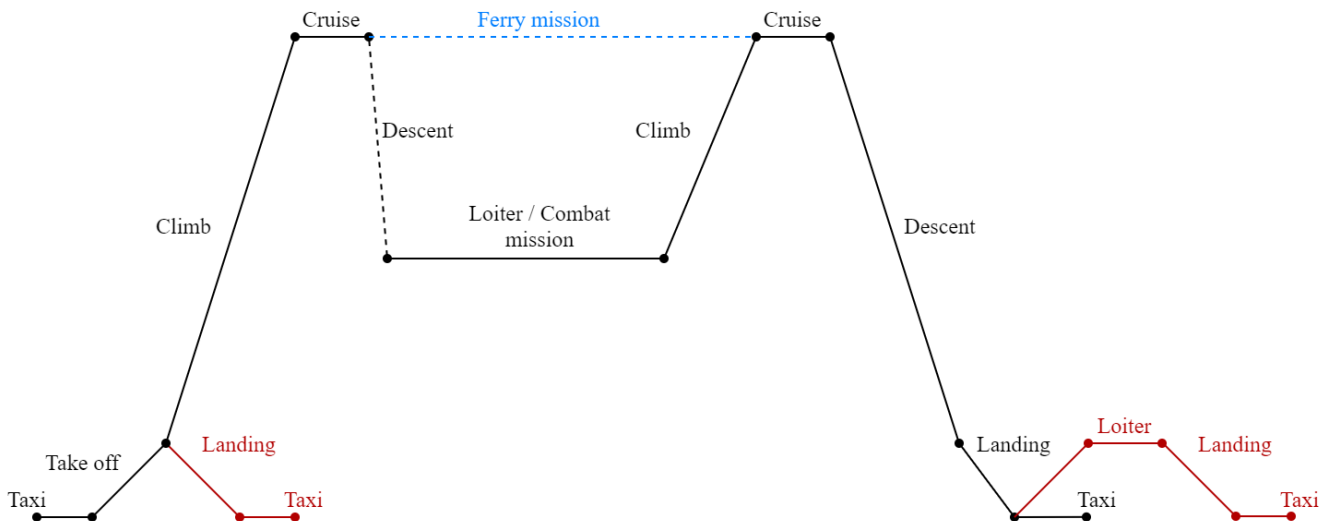 Cruise
Ferry mission
Cruise
Descent
Climb
Climb
Loiter / Combat
mission
Descent
Taxi
Take off
Landing
Taxi
Landing
Taxi
Loiter
Landing
Taxi